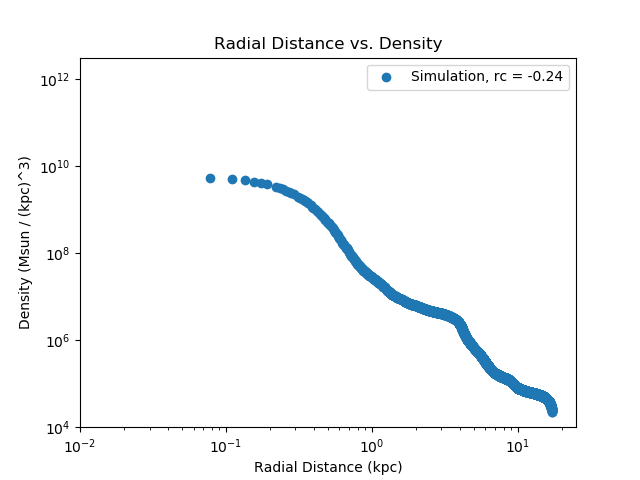 Radial Distance vs. Density
Simulation, rc = -0.24
Density (Msun / (kpc)^3)
10^12
10^10
10^8
10^6
10^4
10^−2
10^−1
10^0
10^1
Radial Distance (kpc)